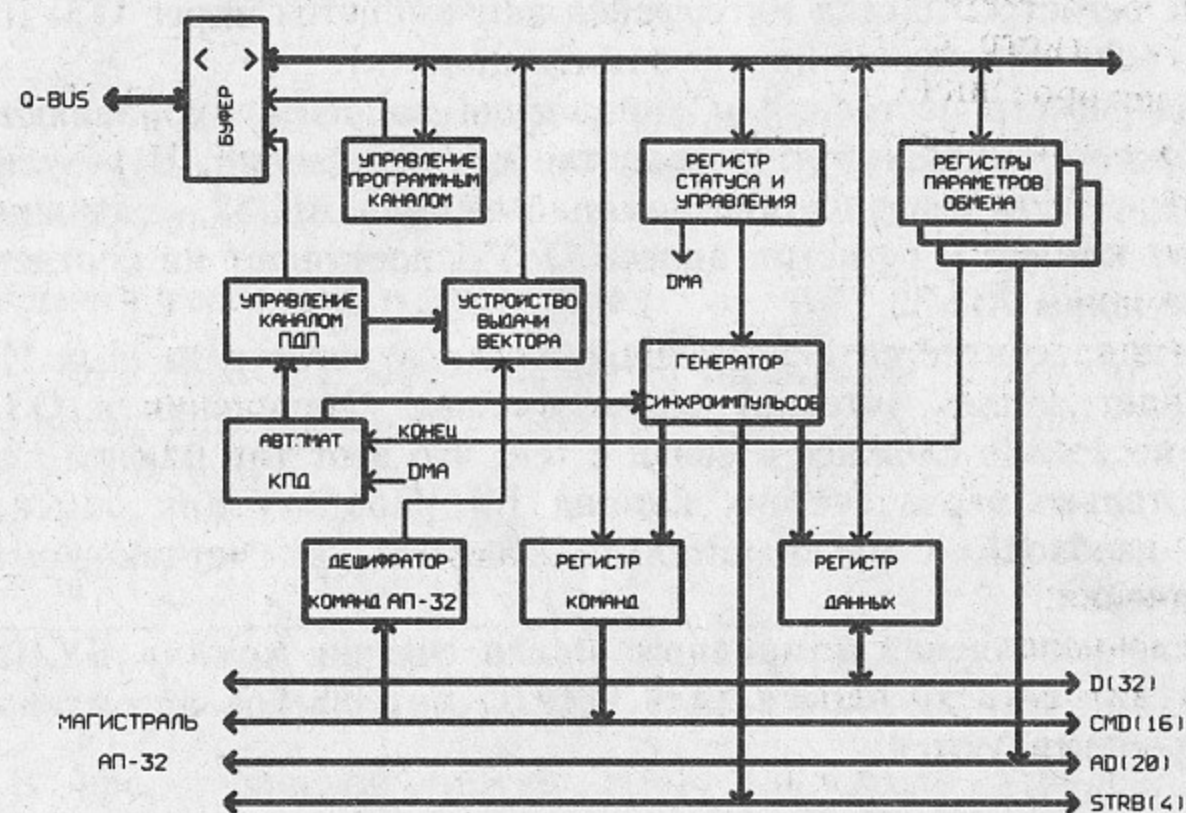 < >
Q-BUS
БУФЕР
УПРАВЛЕНИЕ
ПРОГРАММНЫМ
КАНАЛОМ
РЕГИСТР
СТАТУСА И
УПРАВЛЕНИЯ
РЕГИСТРЫ
ПАРАМЕТРОВ
ОБМЕНА
DMA
УПРАВЛЕНИЕ
КАНАЛОМ
ПДП
УСТРОЙСТВО
ВЫДАЧИ
ВЕКТОРА
ГЕНЕРАТОР
СИНХРОИМПУЛЬСОВ
АВТОМАТ
КПД
КОНЕЦ
DMA
ДЕШИФРАТОР
КОМАНД АП-32
РЕГИСТР
КОМАНД
РЕГИСТР
ДАННЫХ
МАГИСТРАЛЬ
АП-32
D(32)
CMD(16)
AD(20)
STRB(4)